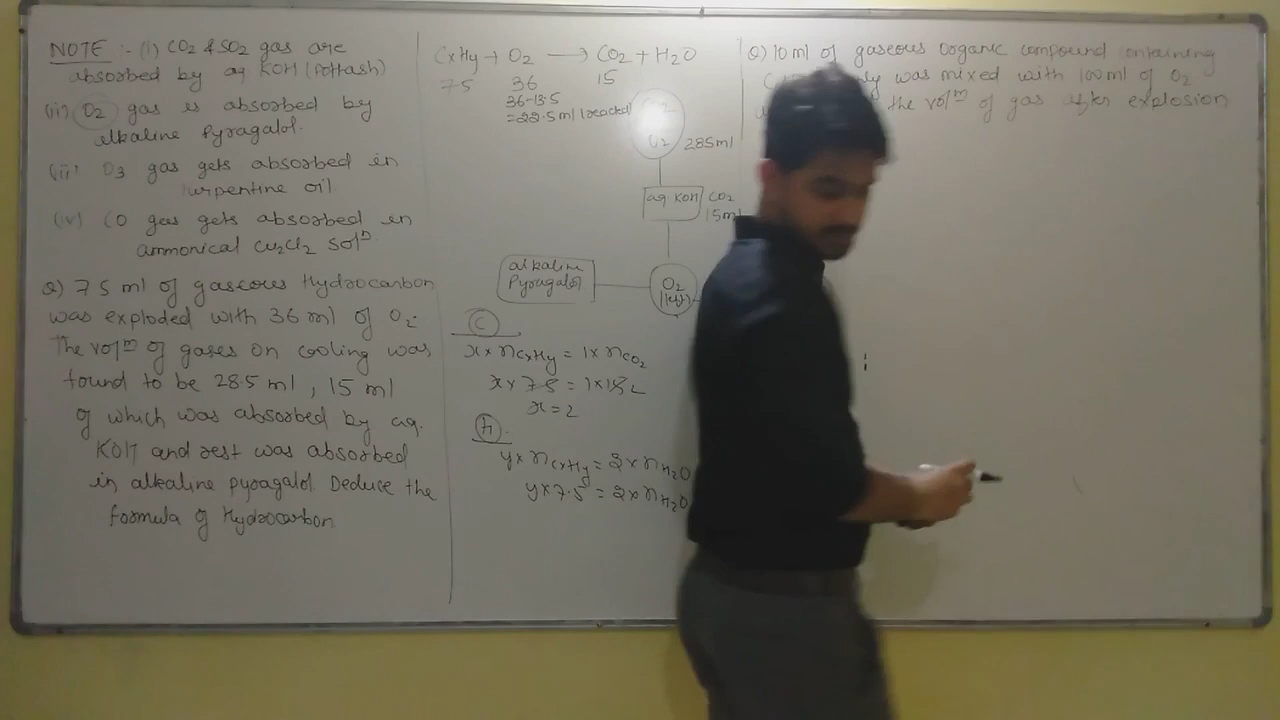 NOTE :- (i) CO2 & SO2 gas are
absorbed by aq KOH (Pottash)
(ii) O2 gas is absorbed by
alkaline Pyragalol.
(iii) O3 gas gets absorbed in
urpentine oil
(iv) CO gas gets absorbed in
ammonical Cu2Cl2 Solⁿ.
Q) 7.5 ml of gaseous Hydrocarbon
was exploded with 36 ml of O2.
The volᵐ of gases on cooling was
found to be 28.5 ml, 15 ml
of which was absorbed by aq.
KOH and rest was absorbed
in alkaline pyragalol. Deduce the
formula of Hydrocarbon
CxHy + O2 → CO2 + H2O
7.5 36 15
36-13.5
=22.5 ml (reacted)
O2 28.5ml
aq KOH CO2
15ml
alkaline
Pyragalol
O2
(left)
C
x × nCxHy = 1 × nCO2
x × 7.5 = 1 × 15 2
x = 2
H
y × nCxHy = 2 × nH2O
y × 7.5 = 2 × nH2O
Q) 10 ml of gaseous organic compound containing
was mixed with 100 ml of O2
the volᵐ of gas after explosion